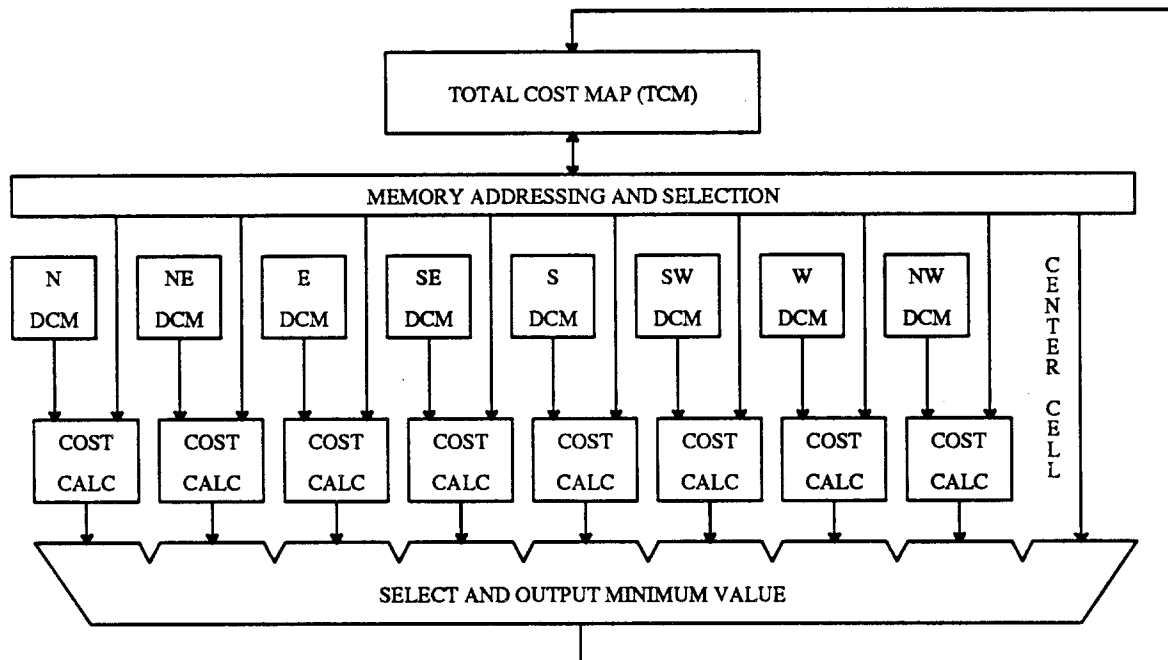 TOTAL COST MAP (TCM)
MEMORY ADDRESSING AND SELECTION
N
DCM
NE
DCM
E
DCM
SE
DCM
S
DCM
SW
DCM
W
DCM
NW
DCM
CENTER CELL
COST
CALC
COST
CALC
COST
CALC
COST
CALC
COST
CALC
COST
CALC
COST
CALC
COST
CALC
SELECT AND OUTPUT MINIMUM VALUE